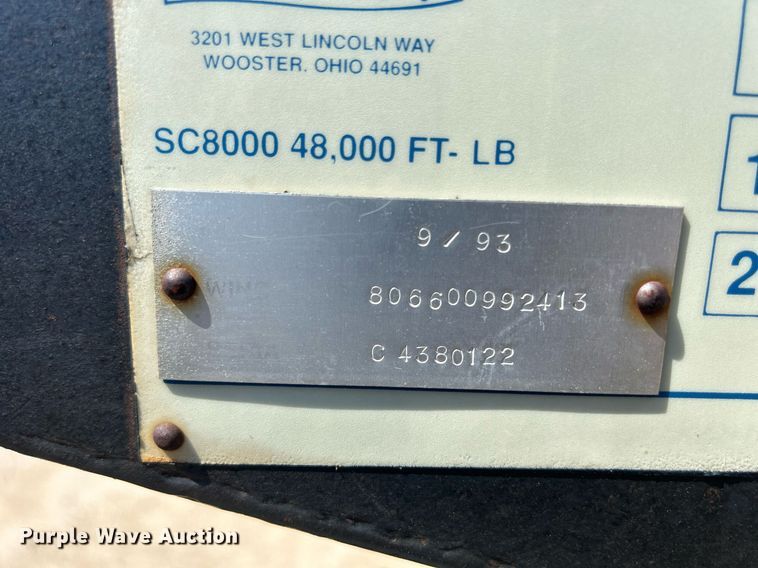 3201 WEST LINCOLN WAY
WOOSTER, OHIO 44691
SC8000 48,000 FT- LB
9 / 93
806600992413
C 4380122
1
2
Purple Wave Auction